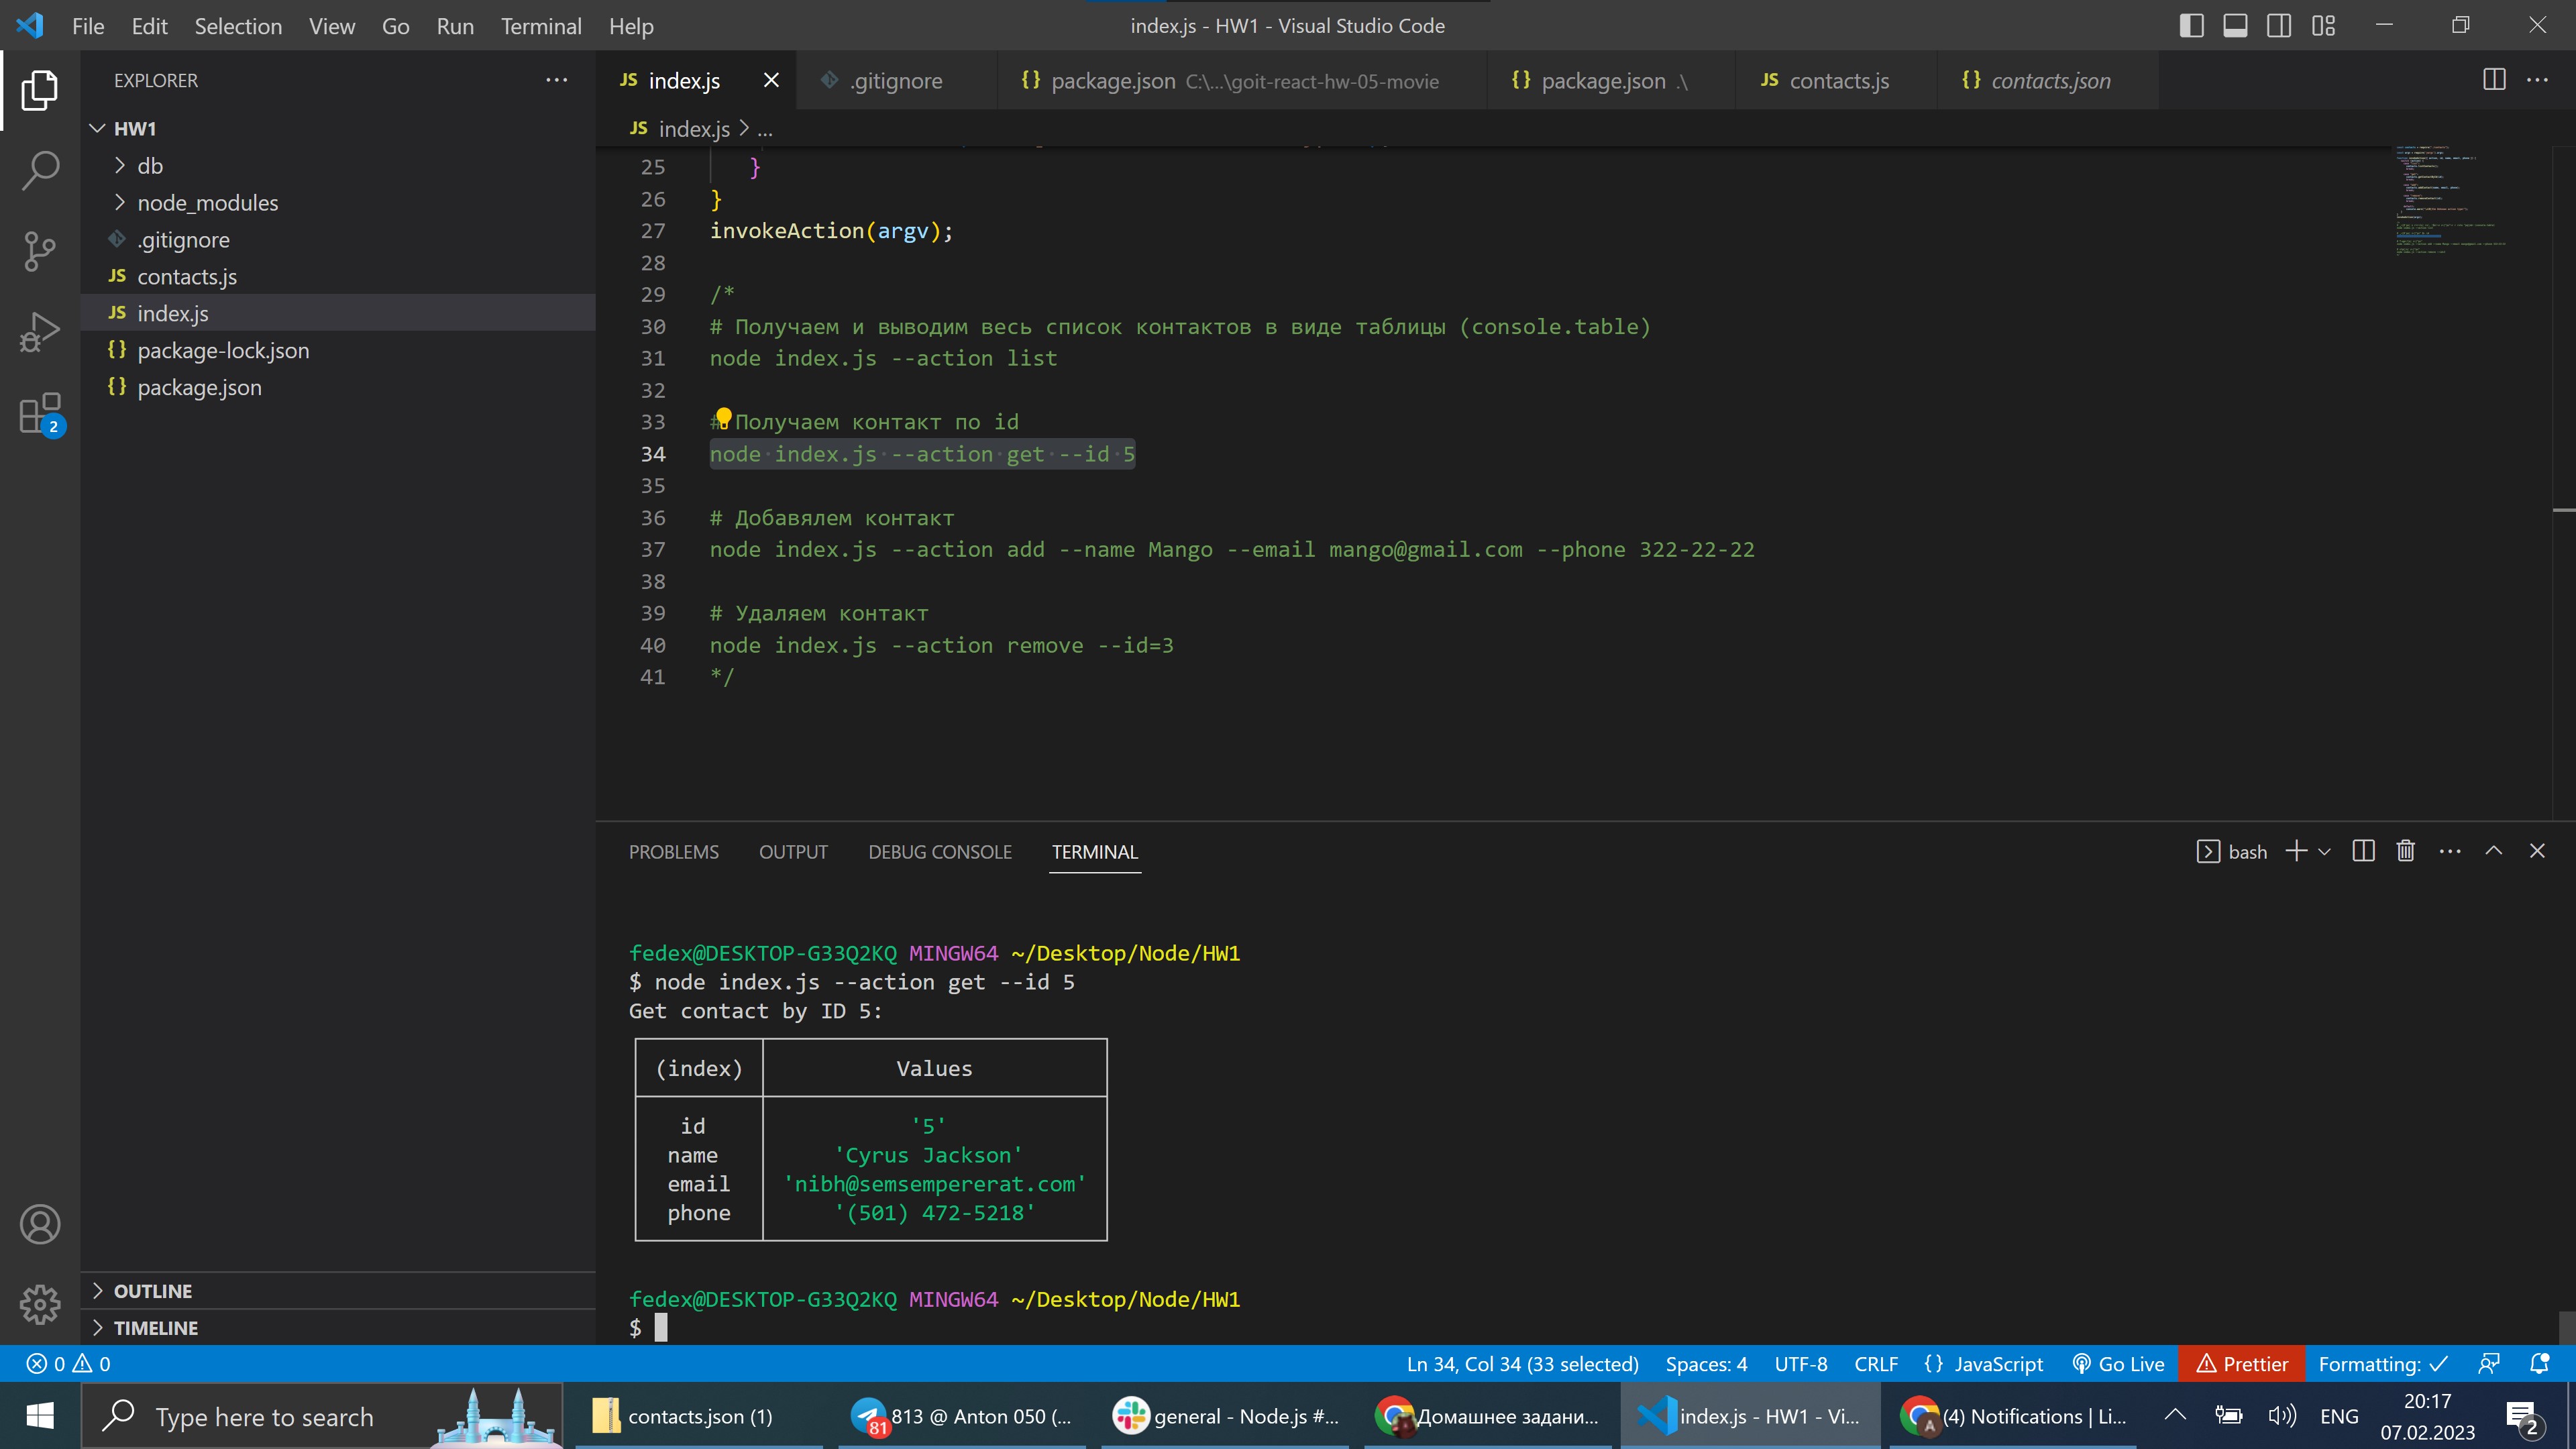 File Edit Selection View Go Run Terminal Help
index.js - HW1 - Visual Studio Code
EXPLORER
HW1
db
node_modules
.gitignore
JS contacts.js
JS index.js
{} package-lock.json
{} package.json
2
OUTLINE
TIMELINE
JS index.js
.gitignore
{} package.json C:\...\goit-react-hw-05-movie
{} package.json .\
JS contacts.js
{} contacts.json
JS index.js > ...
25 }
26 }
27 invokeAction(argv);
28
29 /*
30 # Получаем и выводим весь список контактов в виде таблицы (console.table)
31 node index.js --action list
32
33 # Получаем контакт по id
34 node index.js --action get --id 5
35
36 # Добавялем контакт
37 node index.js --action add --name Mango --email mango@gmail.com --phone 322-22-22
38
39 # Удаляем контакт
40 node index.js --action remove --id=3
41 */
PROBLEMS OUTPUT DEBUG CONSOLE TERMINAL
bash
fedex@DESKTOP-G33Q2KQ MINGW64 ~/Desktop/Node/HW1
$ node index.js --action get --id 5
Get contact by ID 5:
(index) Values
id '5'
name 'Cyrus Jackson'
email 'nibh@semsempererat.com'
phone '(501) 472-5218'
fedex@DESKTOP-G33Q2KQ MINGW64 ~/Desktop/Node/HW1
$
0 0
Ln 34, Col 34 (33 selected) Spaces: 4 UTF-8 CRLF {} JavaScript Go Live Prettier Formatting: ✓
Type here to search
contacts.json (1)
81
813 @ Anton 050 (...
general - Node.js #...
Домашнее задани...
index.js - HW1 - Vi...
A
(4) Notifications | Li...
ENG
20:17
07.02.2023
2